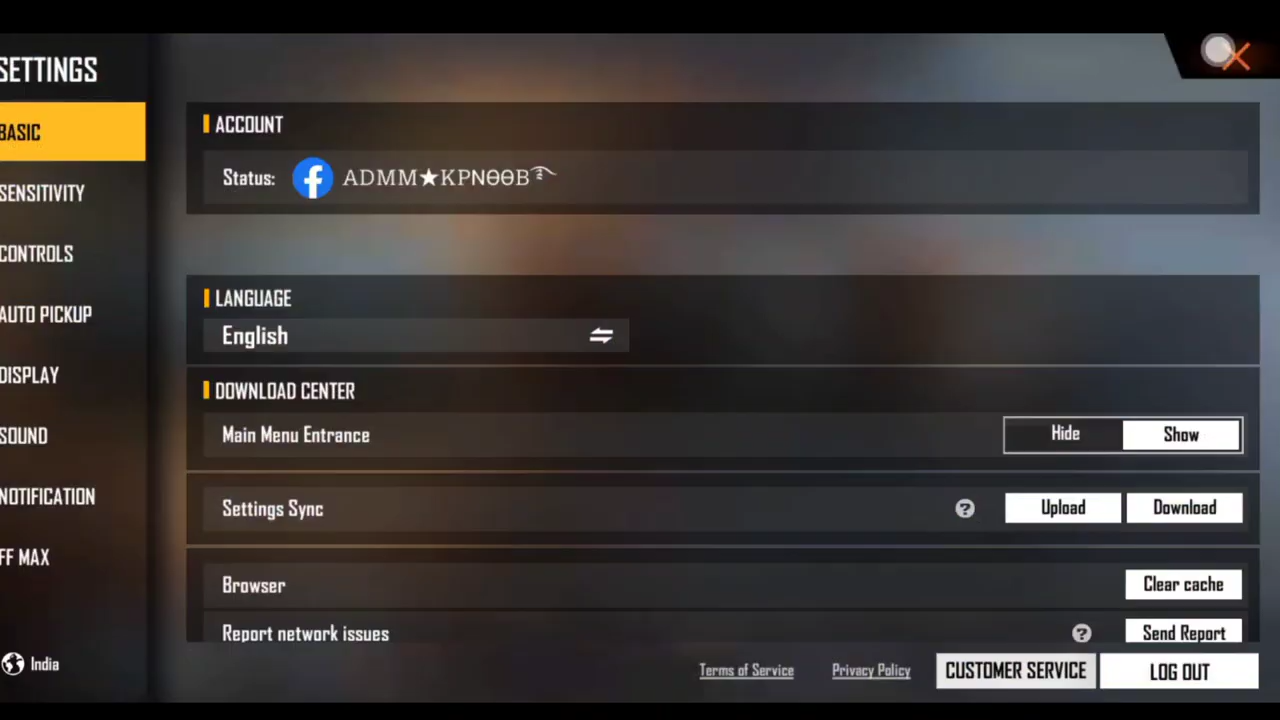 SETTINGS
BASIC
SENSITIVITY
CONTROLS
AUTO PICKUP
DISPLAY
SOUND
NOTIFICATION
FF MAX
India
ACCOUNT
Status: ADMM★KPNӨӨB࿐
LANGUAGE
English
DOWNLOAD CENTER
Main Menu Entrance Hide Show
Settings Sync ? Upload Download
Browser Clear cache
Report network issues ? Send Report
Terms of Service Privacy Policy CUSTOMER SERVICE LOG OUT